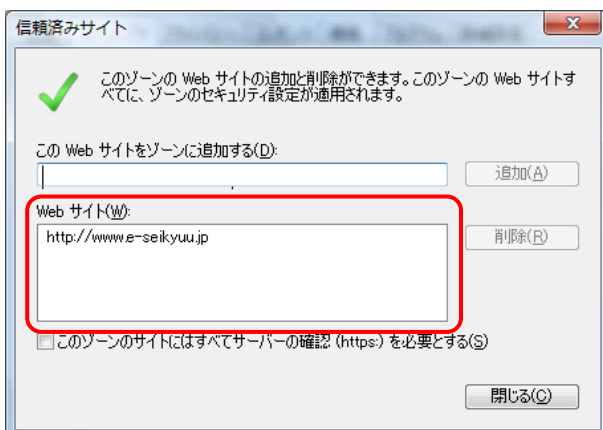 信頼済みサイト
このゾーンの Web サイトの追加と削除ができます。このゾーンの Web サイトす
べてに、ゾーンのセキュリティ設定が適用されます。
この Web サイトをゾーンに追加する(D):
追加(A)
Web サイト(W):
http://www.e-seikyuu.jp
削除(R)
このゾーンのサイトにはすべてサーバーの確認 (https:) を必要とする(S)
閉じる(C)